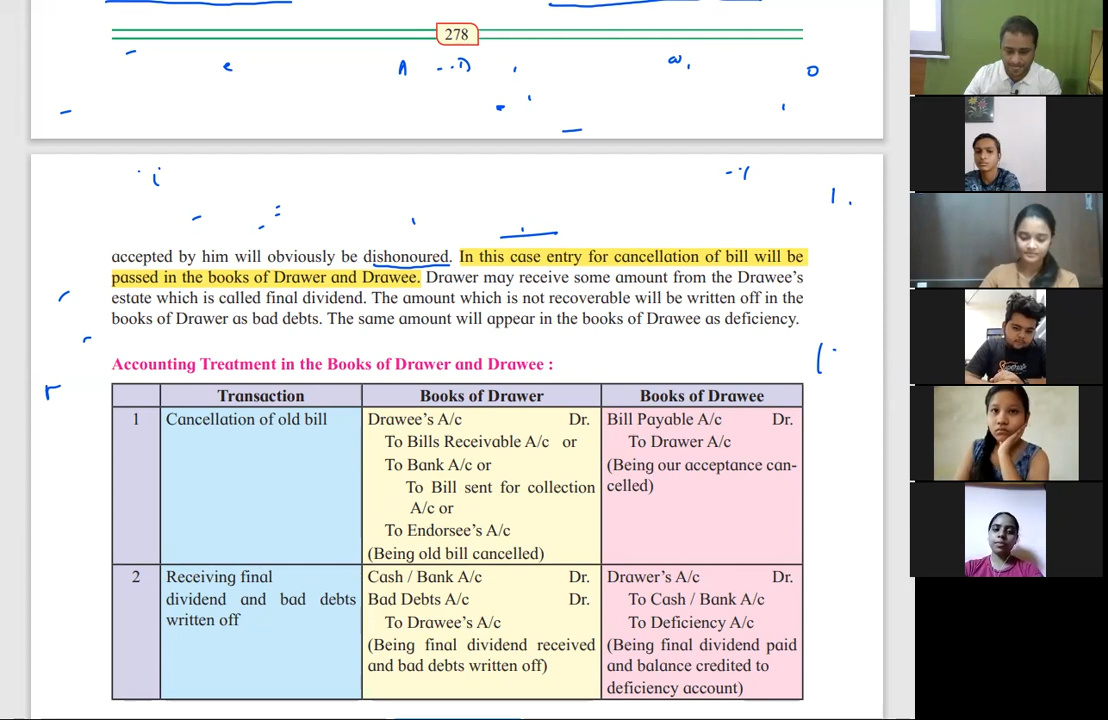 278
e A D
accepted by him will obviously be dishonoured. In this case entry for cancellation of bill will be
passed in the books of Drawer and Drawee. Drawer may receive some amount from the Drawee's
estate which is called final dividend. The amount which is not recoverable will be written off in the
books of Drawer as bad debts. The same amount will appear in the books of Drawee as deficiency.
Accounting Treatment in the Books of Drawer and Drawee :
Transaction Books of Drawer Books of Drawee
1 Cancellation of old bill
Drawee's A/c Dr.
To Bills Receivable A/c or
To Bank A/c or
To Bill sent for collection
A/c or
To Endorsee's A/c
(Being old bill cancelled)
Bill Payable A/c Dr.
To Drawer A/c
(Being our acceptance can-
celled)
2 Receiving final
dividend and bad debts
written off
Cash / Bank A/c Dr.
Bad Debts A/c Dr.
To Drawee's A/c
(Being final dividend received
and bad debts written off)
Drawer's A/c Dr.
To Cash / Bank A/c
To Deficiency A/c
(Being final dividend paid
and balance credited to
deficiency account)